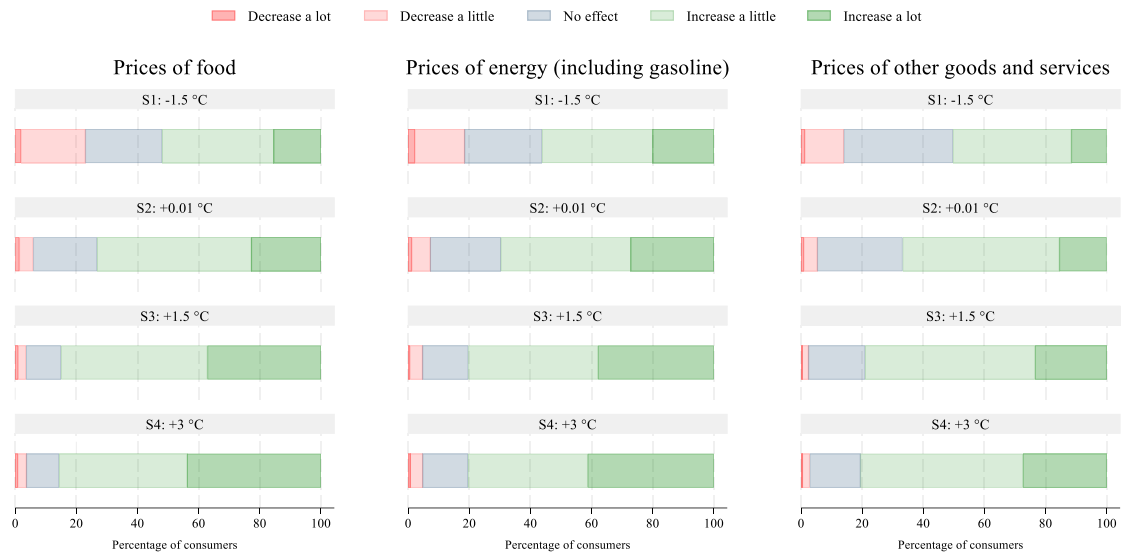 Decrease a lot Decrease a little No effect Increase a little Increase a lot
Prices of food Prices of energy (including gasoline) Prices of other goods and services
S1: -1.5 °C S1: -1.5 °C S1: -1.5 °C
S2: +0.01 °C S2: +0.01 °C S2: +0.01 °C
S3: +1.5 °C S3: +1.5 °C S3: +1.5 °C
S4: +3 °C S4: +3 °C S4: +3 °C
0 20 40 60 80 100 0 20 40 60 80 100 0 20 40 60 80 100
Percentage of consumers Percentage of consumers Percentage of consumers